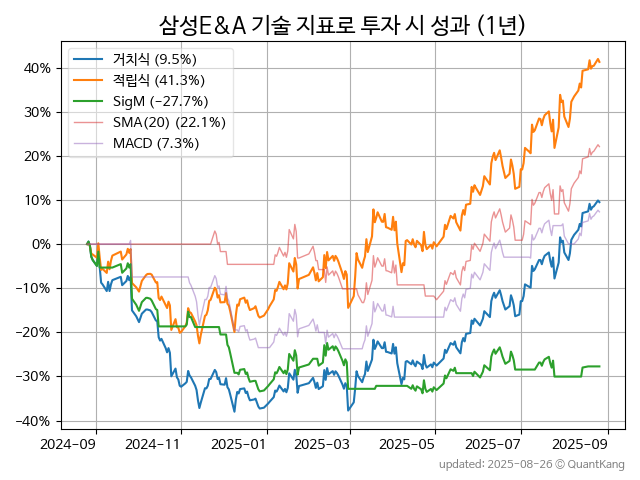 삼성E&A 기술 지표로 투자 시 성과 (1년)
거치식 (9.5%)
적립식 (41.3%)
SigM (−27.7%)
SMA(20) (22.1%)
MACD (7.3%)
40%
30%
20%
10%
0%
−10%
−20%
−30%
−40%
2024-09 2024-11 2025-01 2025-03 2025-05 2025-07 2025-09
updated: 2025-08-26 © QuantKang